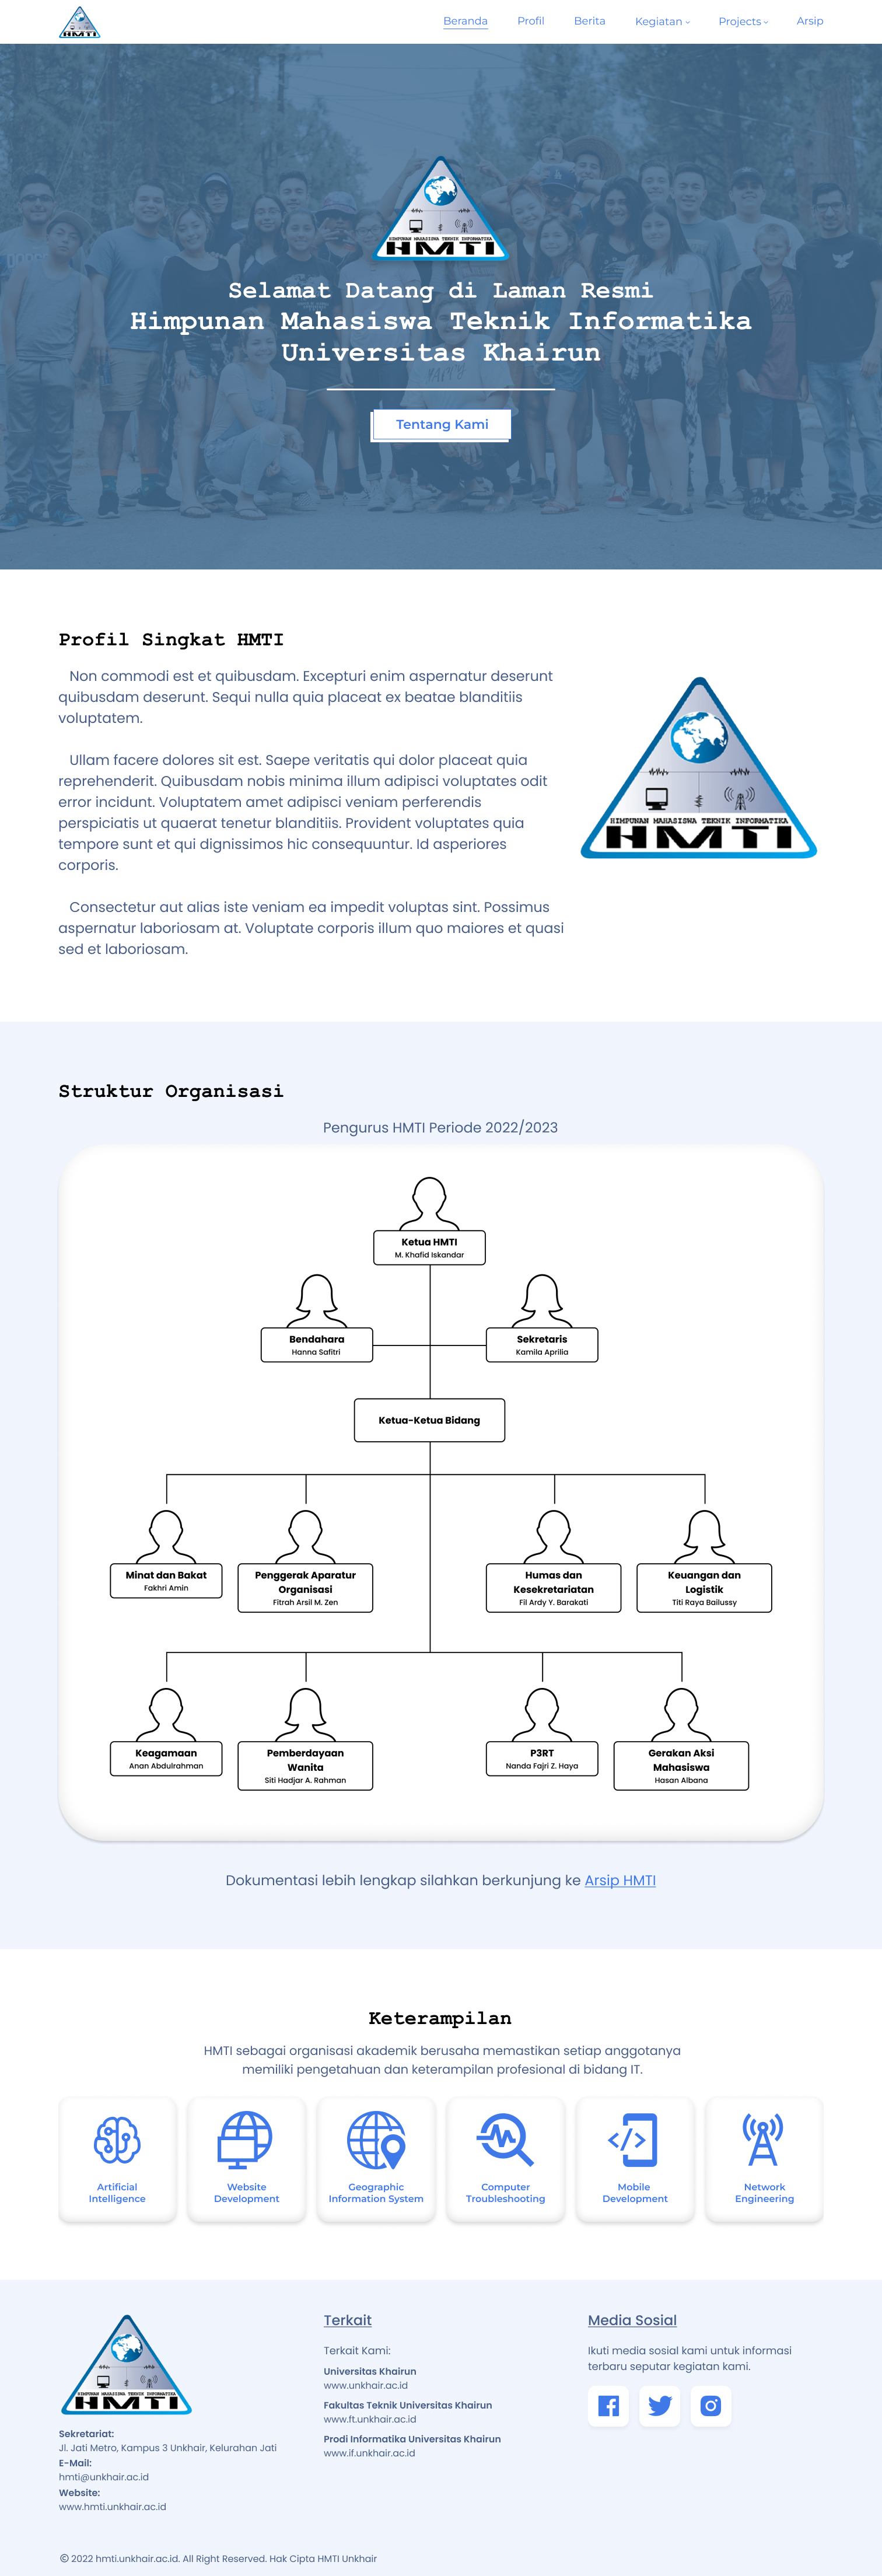 HMTI
Beranda
Profil
Berita
Kegiatan
Projects
Arsip
HIMPUNAN MAHASISWA TEKNIK INFORMATIKA
HMTI
Selamat Datang di Laman Resmi
Himpunan Mahasiswa Teknik Informatika
Universitas Khairun
Tentang Kami
Profil Singkat HMTI
Non commodi est et quibusdam. Excepturi enim aspernatur deserunt
quibusdam deserunt. Sequi nulla quia placeat ex beatae blanditiis
voluptatem.
Ullam facere dolores sit est. Saepe veritatis qui dolor placeat quia
reprehenderit. Quibusdam nobis minima illum adipisci voluptates odit
error incidunt. Voluptatem amet adipisci veniam perferendis
perspiciatis ut quaerat tenetur blanditiis. Provident voluptates quia
tempore sunt et qui dignissimos hic consequuntur. Id asperiores
corporis.
Consectetur aut alias iste veniam ea impedit voluptas sint. Possimus
aspernatur laboriosam at. Voluptate corporis illum quo maiores et quasi
sed et laboriosam.
HIMPUNAN MAHASISWA TEKNIK INFORMATIKA
HMTI
Struktur Organisasi
Pengurus HMTI Periode 2022/2023
Ketua HMTI
M. Khafid Iskandar
Bendahara
Hanna Safitri
Sekretaris
Kamila Aprilia
Ketua-Ketua Bidang
Minat dan Bakat
Fakhri Amin
Penggerak Aparatur
Organisasi
Fitrah Arsil M. Zen
Humas dan
Kesekretariatan
Fil Ardy Y. Barakati
Keuangan dan
Logistik
Titi Raya Bailussy
Keagamaan
Anan Abdulrahman
Pemberdayaan
Wanita
Siti Hadjar A. Rahman
P3RT
Nanda Fajri Z. Haya
Gerakan Aksi
Mahasiswa
Hasan Albana
Dokumentasi lebih lengkap silahkan berkunjung ke Arsip HMTI
Keterampilan
HMTI sebagai organisasi akademik berusaha memastikan setiap anggotanya
memiliki pengetahuan dan keterampilan profesional di bidang IT.
Artificial
Intelligence
Website
Development
Geographic
Information System
Computer
Troubleshooting
Mobile
Development
Network
Engineering
HIMPUNAN MAHASISWA TEKNIK INFORMATIKA
HMTI
Sekretariat:
Jl. Jati Metro, Kampus 3 Unkhair, Kelurahan Jati
E-Mail:
hmti@unkhair.ac.id
Website:
www.hmti.unkhair.ac.id
Terkait
Terkait Kami:
Universitas Khairun
www.unkhair.ac.id
Fakultas Teknik Universitas Khairun
www.ft.unkhair.ac.id
Prodi Informatika Universitas Khairun
www.if.unkhair.ac.id
Media Sosial
Ikuti media sosial kami untuk informasi
terbaru seputar kegiatan kami.
© 2022 hmti.unkhair.ac.id. All Right Reserved. Hak Cipta HMTI Unkhair